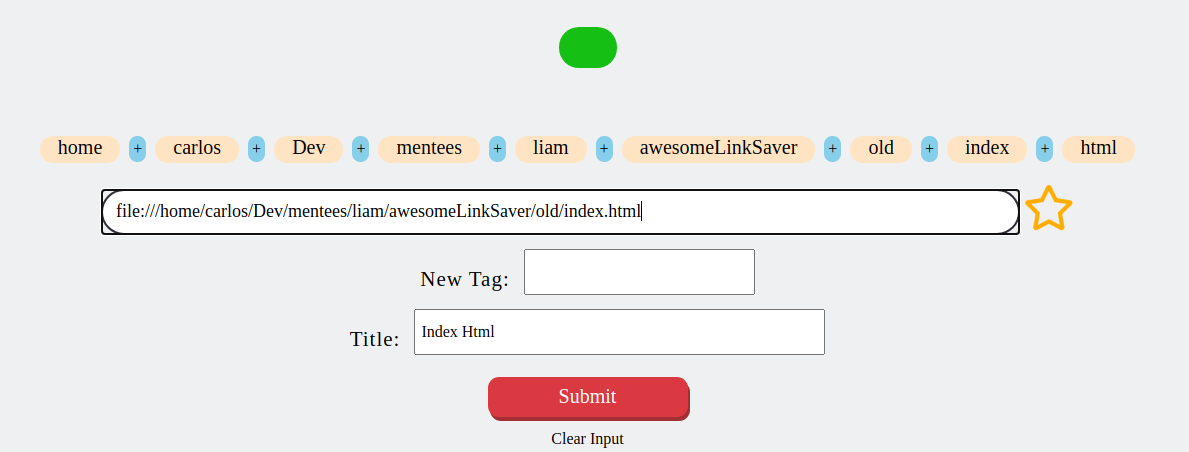 home + carlos + Dev + mentees + liam + awesomeLinkSaver + old + index + html
file:///home/carlos/Dev/mentees/liam/awesomeLinkSaver/old/index.html
New Tag:
Title: Index Html
Submit
Clear Input